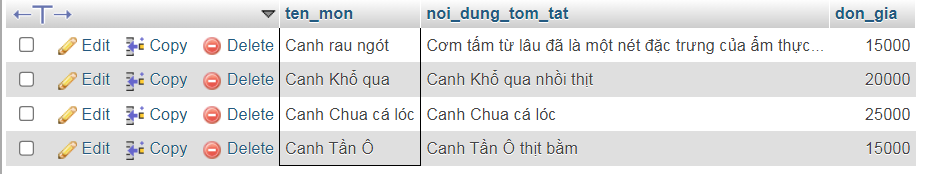 ten_mon noi_dung_tom_tat don_gia
Edit Copy Delete Canh rau ngót Cơm tấm từ lâu đã là một nét đặc trưng của ẩm thực... 15000
Edit Copy Delete Canh Khổ qua Canh Khổ qua nhồi thịt 20000
Edit Copy Delete Canh Chua cá lóc Canh Chua cá lóc 25000
Edit Copy Delete Canh Tần Ô Canh Tần Ô thịt bằm 15000